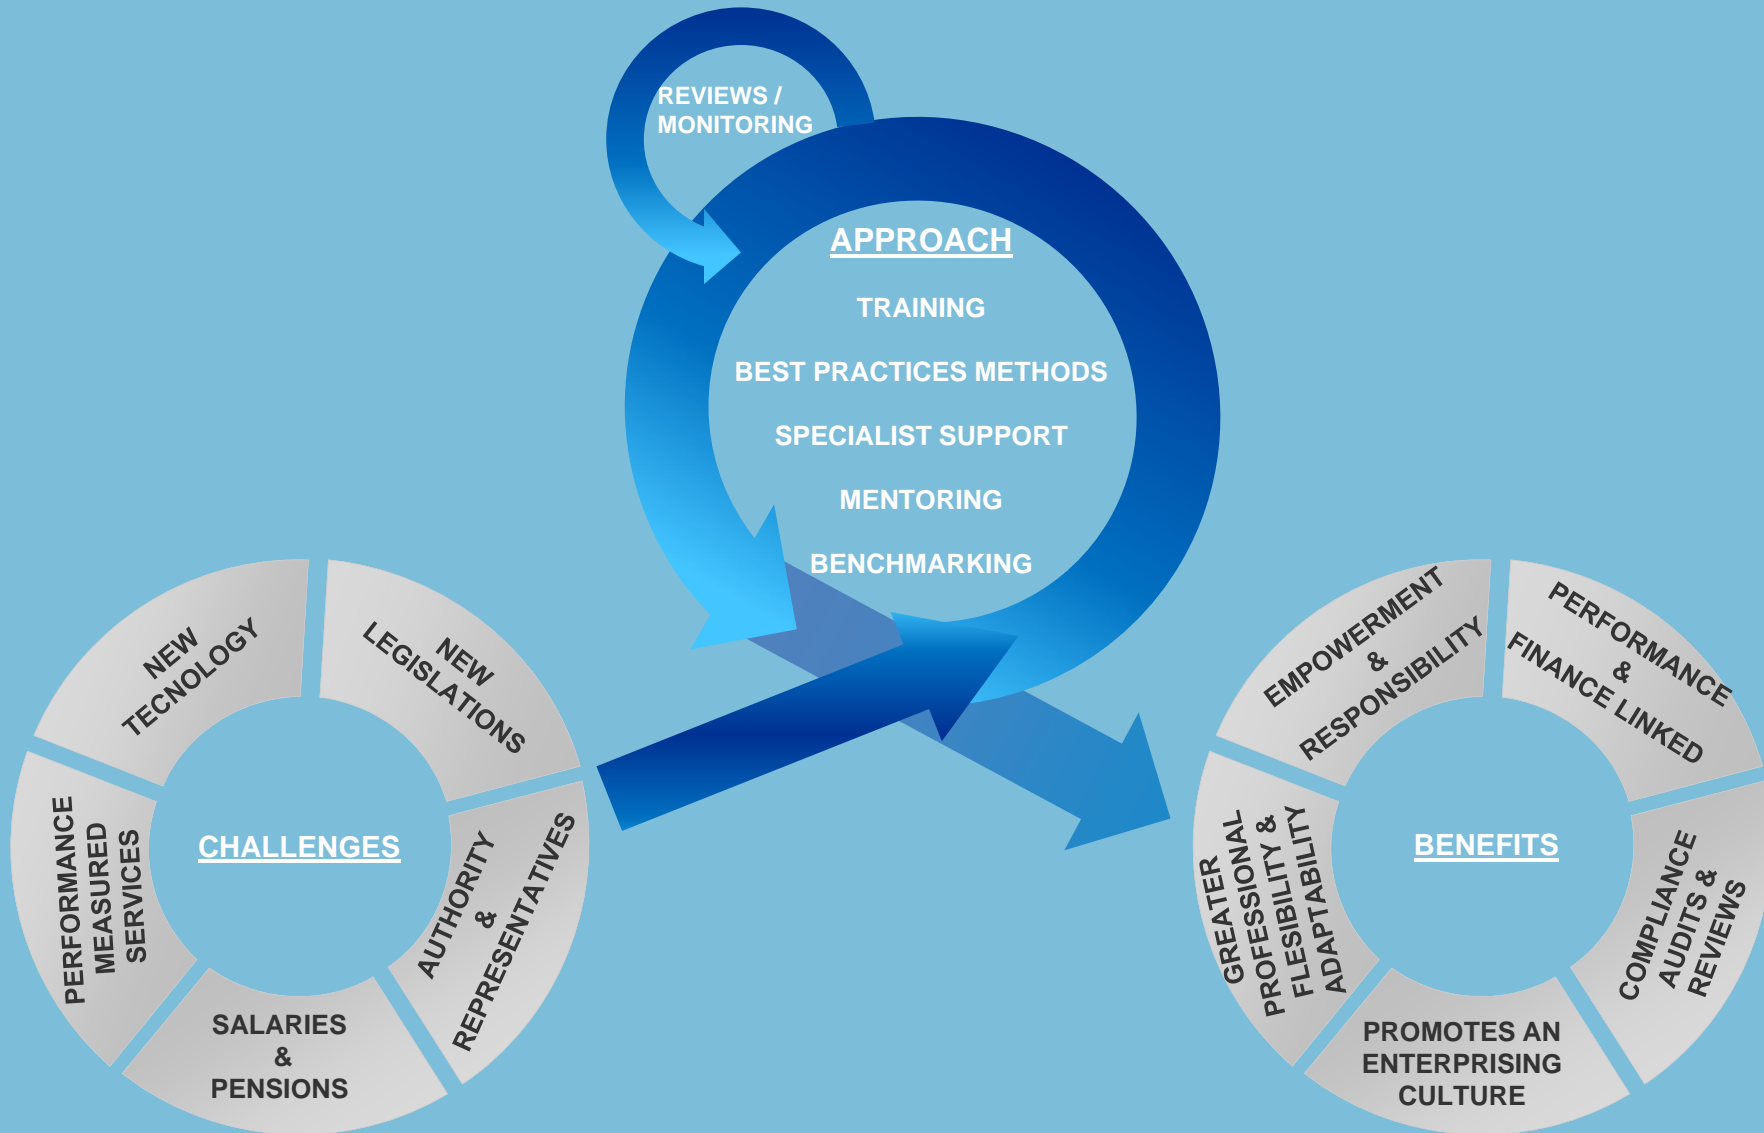 REVIEWS /
MONITORING
APPROACH
TRAINING
BEST PRACTICES METHODS
SPECIALIST SUPPORT
MENTORING
BENCHMARKING
CHALLENGES
NEW
TECNOLOGY
NEW
LEGISLATIONS
AUTHORITY
&
REPRESENTATIVES
SALARIES
&
PENSIONS
PERFORMANCE
MEASURED
SERVICES
BENEFITS
EMPOWERMENT
&
RESPONSIBILITY
PERFORMANCE
&
FINANCE LINKED
COMPLIANCE
AUDITS &
REVIEWS
PROMOTES AN
ENTERPRISING
CULTURE
GREATER
PROFESSIONAL
PROFESIBILITY &
FLESIBILITY
ADAPTABILITY